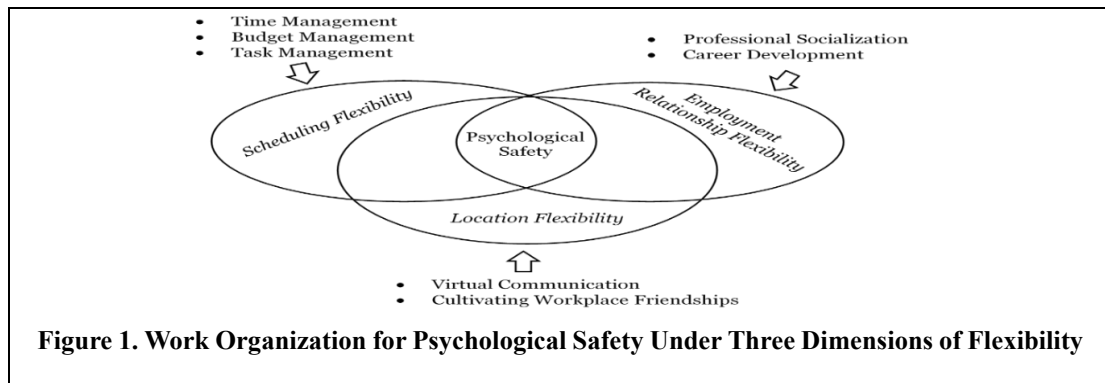 • Time Management
• Budget Management
• Task Management
• Professional Socialization
• Career Development
Scheduling Flexibility
Employment
Relationship Flexibility
Psychological
Safety
Location Flexibility
• Virtual Communication
• Cultivating Workplace Friendships
Figure 1. Work Organization for Psychological Safety Under Three Dimensions of Flexibility